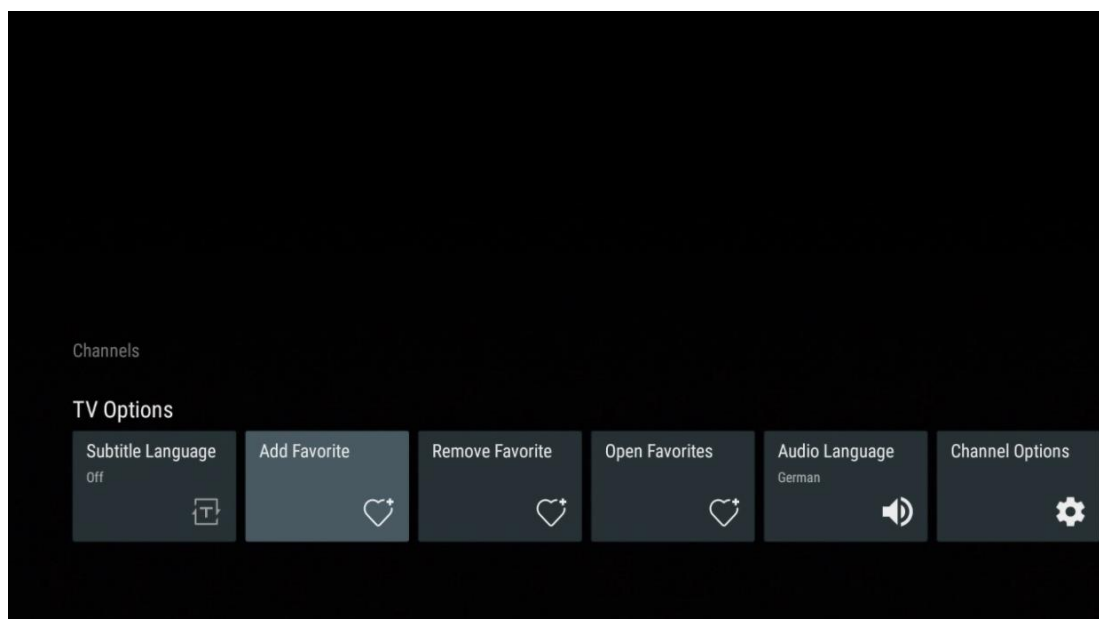 Channels
TV Options
Subtitle Language
Off
Add Favorite
Remove Favorite
Open Favorites
Audio Language
German
Channel Options